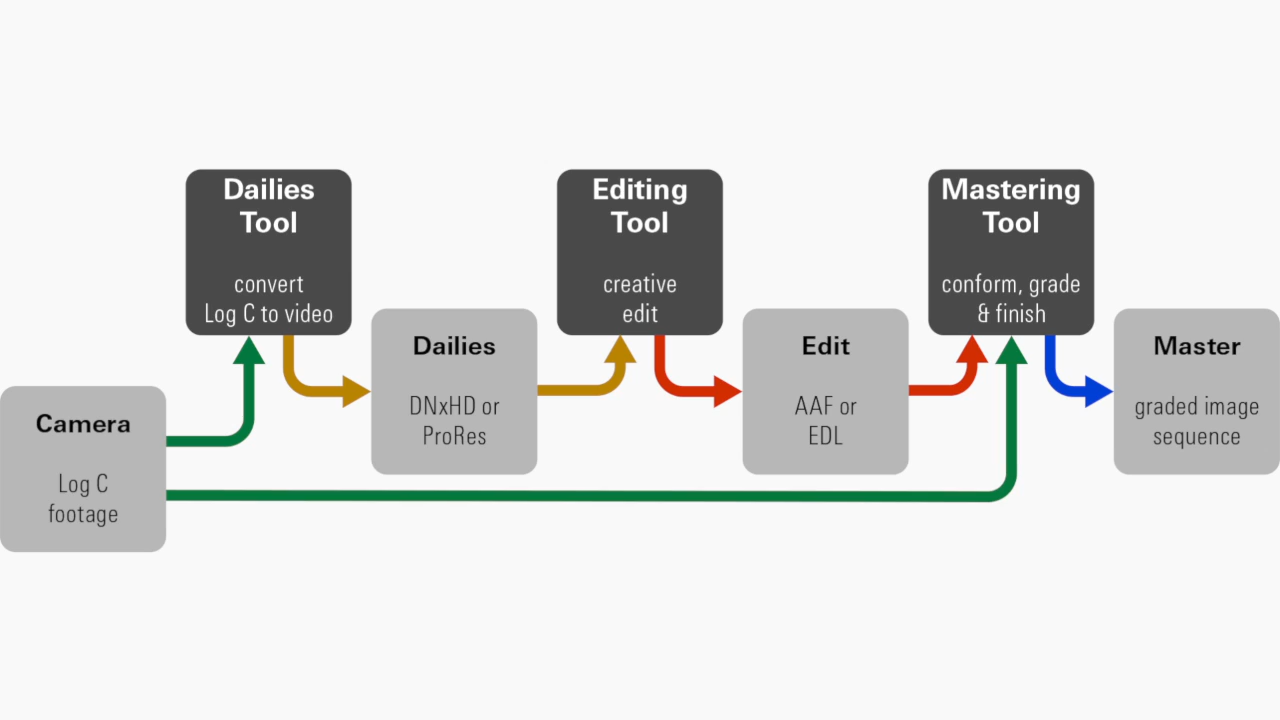 Dailies
Tool
convert
Log C to video
Editing
Tool
creative
edit
Mastering
Tool
conform, grade
& finish
Camera
Log C
footage
Dailies
DNxHD or
ProRes
Edit
AAF or
EDL
Master
graded image
sequence